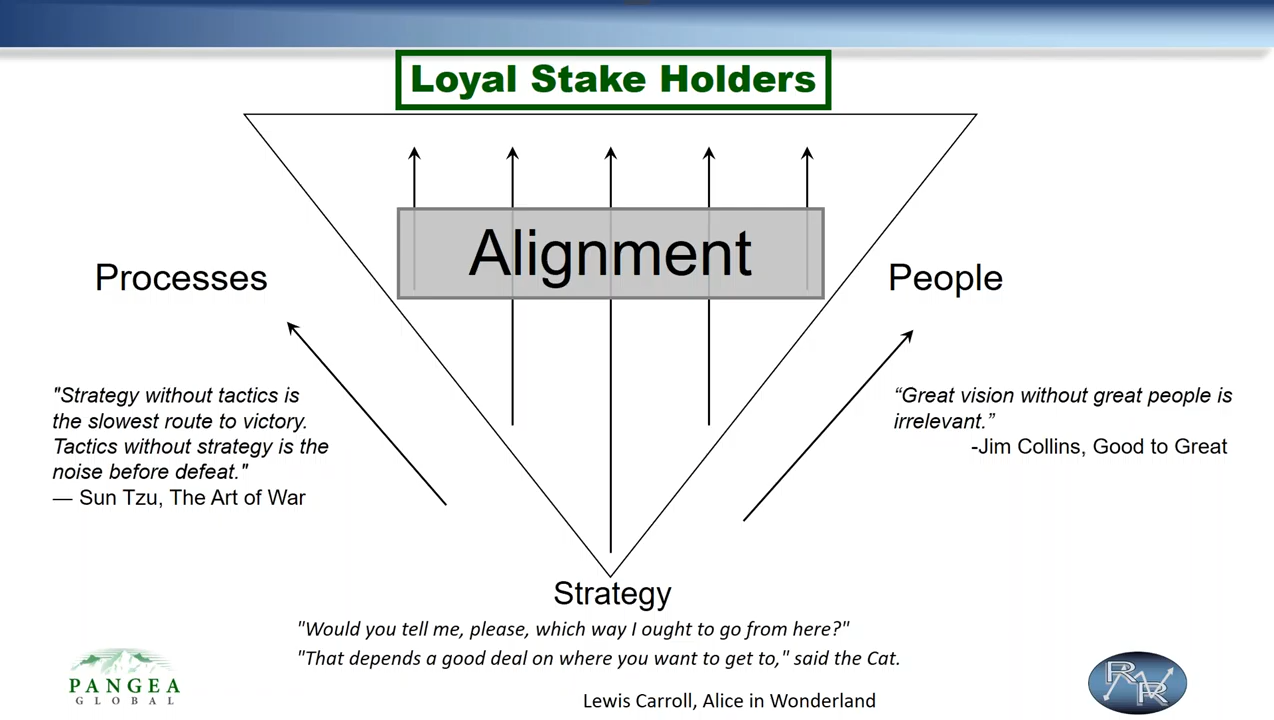 Loyal Stake Holders
Alignment
Processes
People
"Strategy without tactics is
the slowest route to victory.
Tactics without strategy is the
noise before defeat."
— Sun Tzu, The Art of War
“Great vision without great people is
irrelevant.”
-Jim Collins, Good to Great
Strategy
"Would you tell me, please, which way I ought to go from here?"
"That depends a good deal on where you want to get to," said the Cat.
Lewis Carroll, Alice in Wonderland
PANGEA
GLOBAL
R R